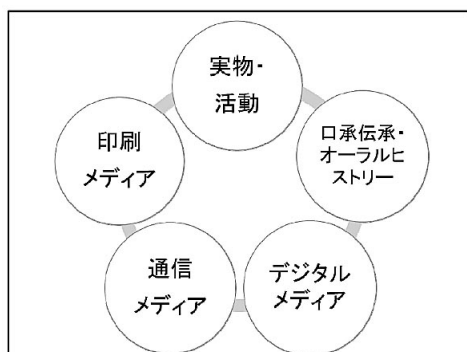 実物・
活動
口承伝承・
オーラルヒ
ストリー
デジタル
メディア
通信
メディア
印刷
メディア